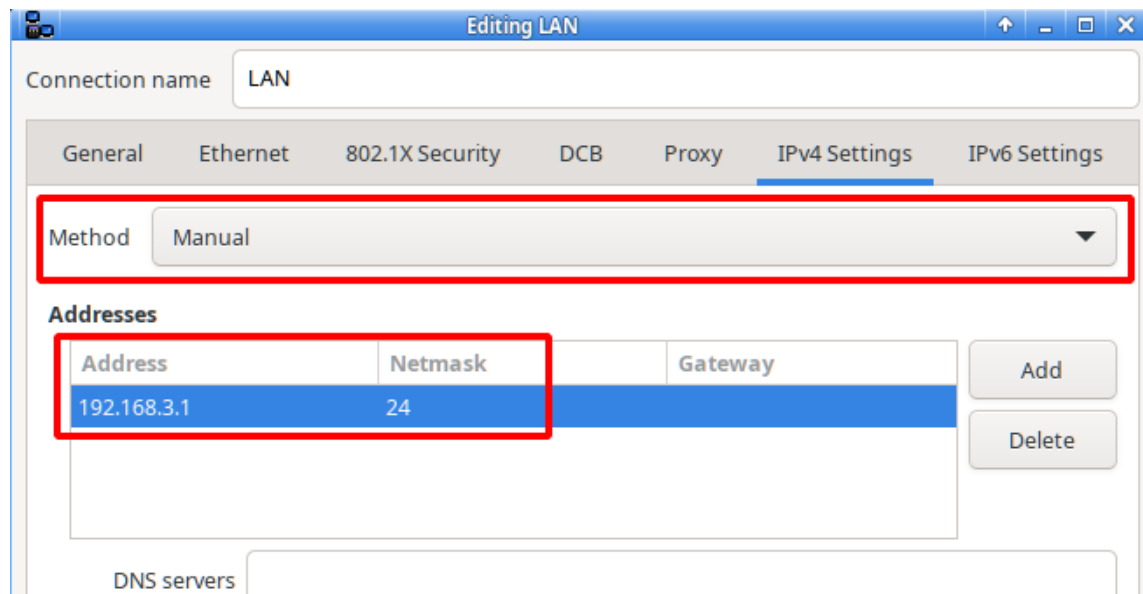 Editing LAN
Connection name LAN
General Ethernet 802.1X Security DCB Proxy IPv4 Settings IPv6 Settings
Method Manual
Addresses
Address Netmask Gateway Add
192.168.3.1 24
Delete
DNS servers